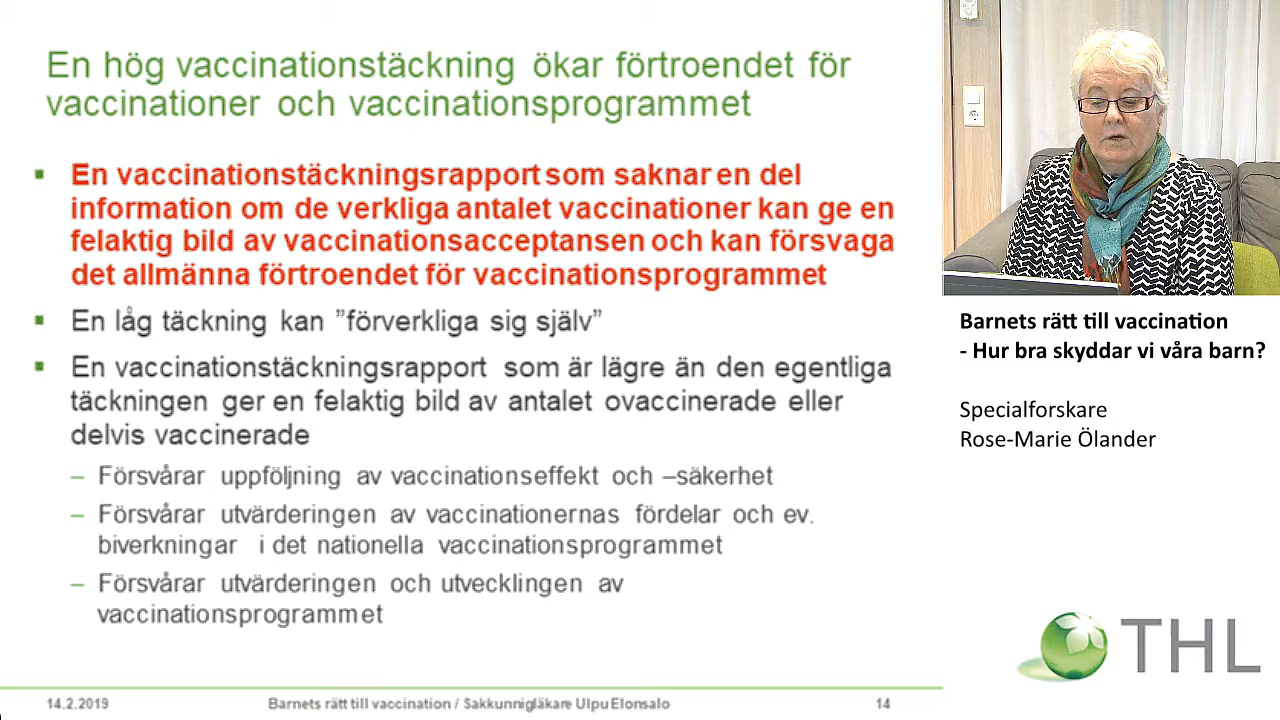 En hög vaccinationstäckning ökar förtroendet för
vaccinationer och vaccinationsprogrammet
En vaccinationstäckningsrapport som saknar en del
information om de verkliga antalet vaccinationer kan ge en
felaktig bild av vaccinationsacceptansen och kan försvaga
det allmänna förtroendet för vaccinationsprogrammet
En låg täckning kan ”förverkliga sig själv”
En vaccinationstäckningsrapport som är lägre än den egentliga
täckningen ger en felaktig bild av antalet ovaccinerade eller
delvis vaccinerade
– Försvårar uppföljning av vaccinationseffekt och –säkerhet
– Försvårar utvärderingen av vaccinationernas fördelar och ev.
biverkningar i det nationella vaccinationsprogrammet
– Försvårar utvärderingen och utvecklingen av
vaccinationsprogrammet
14.2.2019
Barnets rätt till vaccination / Sakkunnigläkare Ulpu Elonsalo
14
Barnets rätt till vaccination
- Hur bra skyddar vi våra barn?
Specialforskare
Rose-Marie Ölander
THL